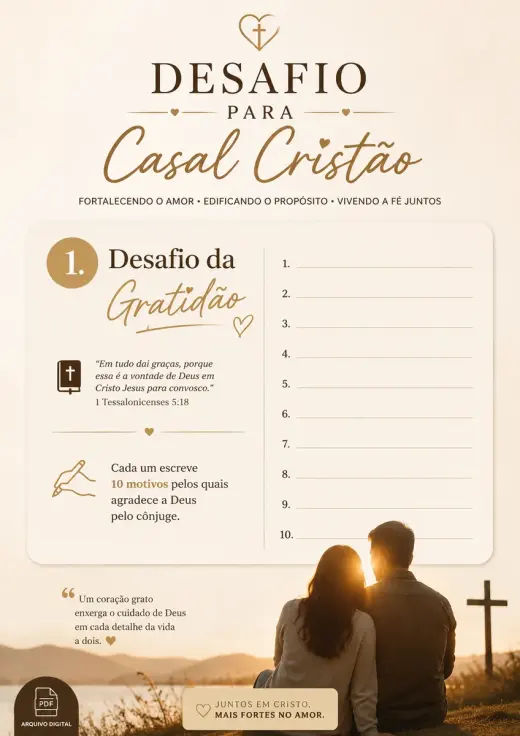 DESAFIO
PARA
Casal Cristão
FORTALECENDO O AMOR • EDIFICANDO O PROPÓSITO • VIVENDO A FÉ JUNTOS
1.
Desafio da
Gratidão
"Em tudo dai graças, porque
essa é a vontade de Deus em
Cristo Jesus para convosco."
1 Tessalonicenses 5:18
Cada um escreve
10 motivos pelos quais
agradece a Deus
pelo cônjuge.
1.
2.
3.
4.
5.
6.
7.
8.
9.
10.
“ Um coração grato
enxerga o cuidado de Deus
em cada detalhe da vida
a dois.
PDF
ARQUIVO DIGITAL
JUNTOS EM CRISTO,
MAIS FORTES NO AMOR.